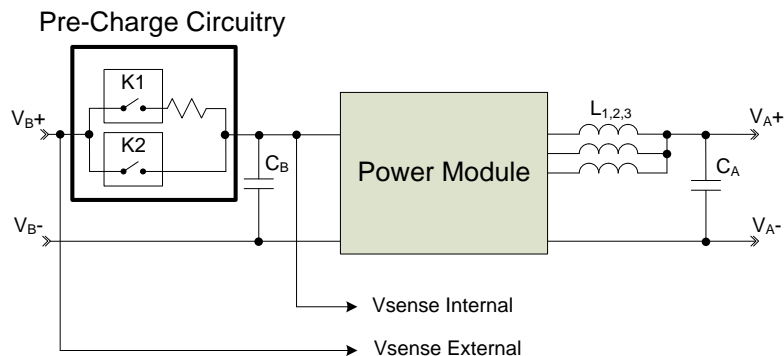 Pre-Charge Circuitry
K1
K2
VB+
VB-
CB
Power Module
L1,2,3
CA
VA+
VA-
Vsense Internal
Vsense External